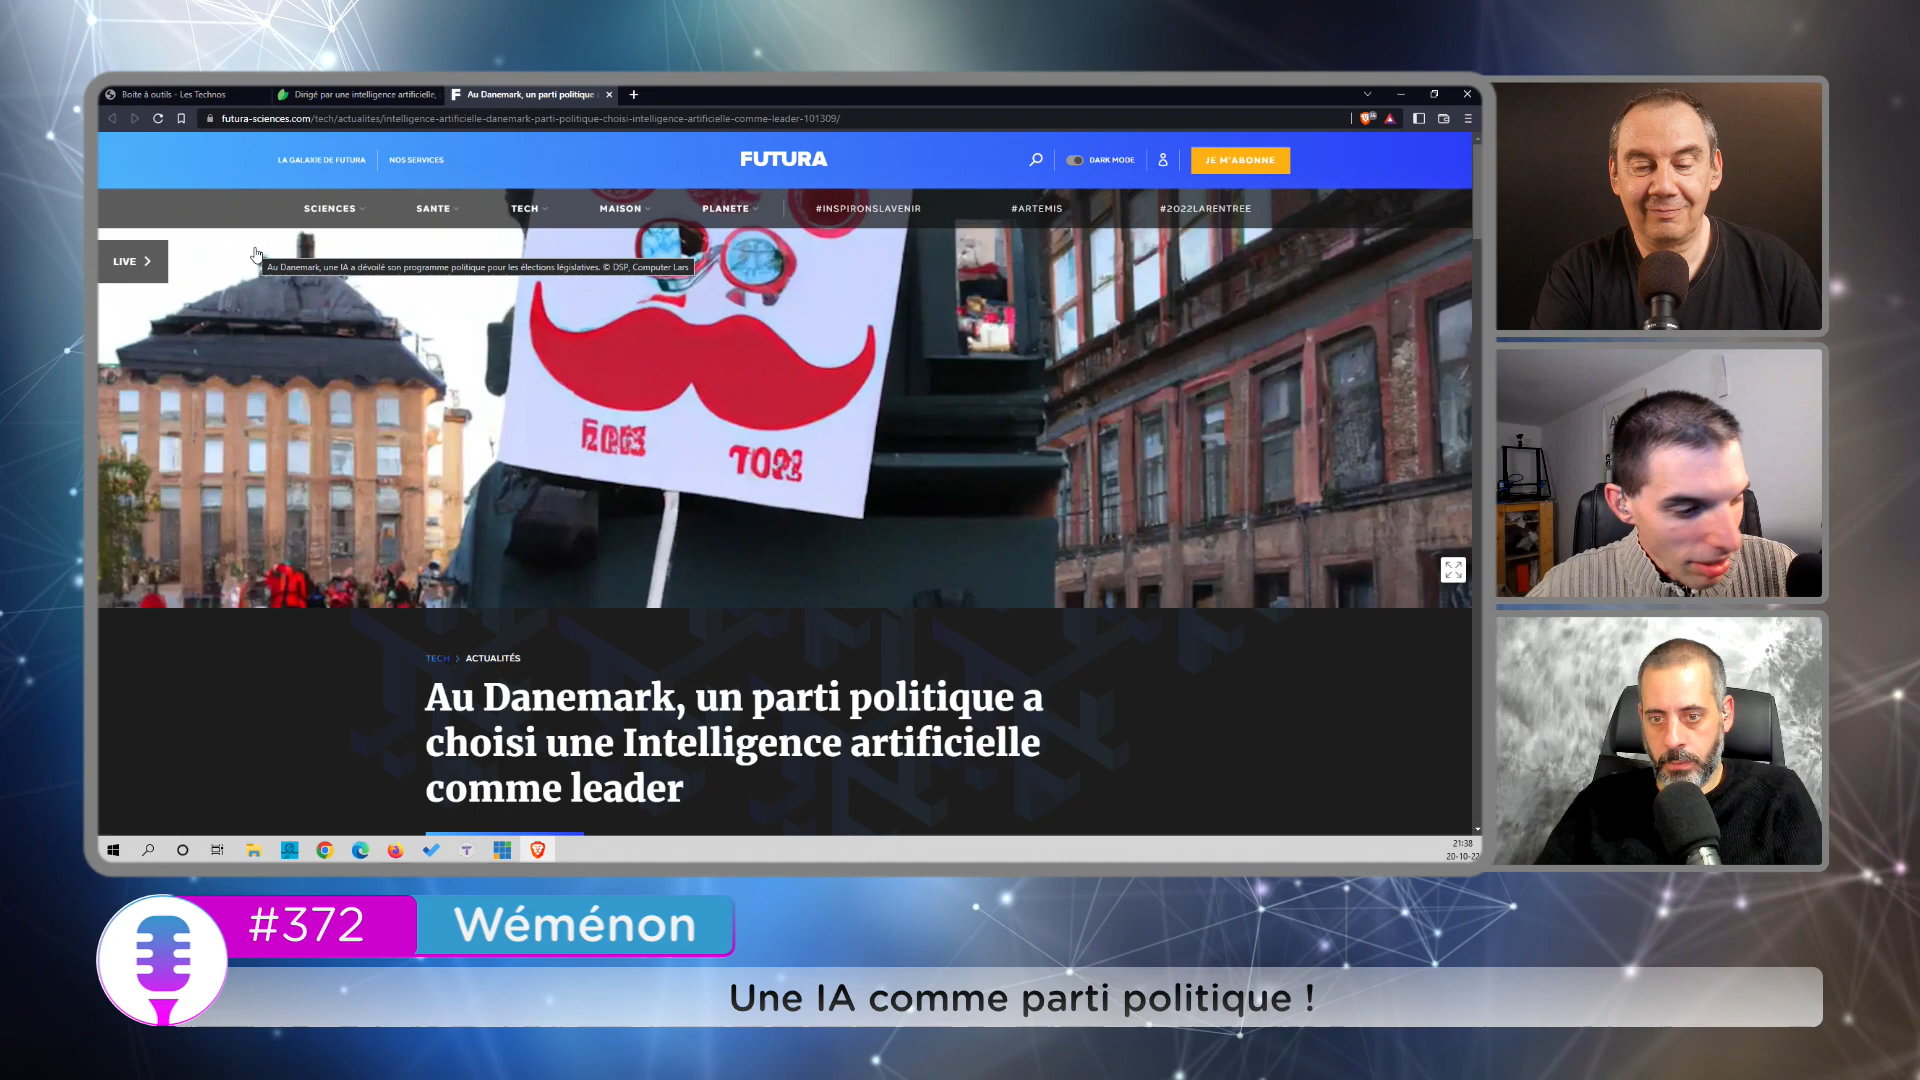 Boite à outils - Les Technos
Dirigé par une intelligence artificielle,
Au Danemark, un parti politique
futura-sciences.com/tech/actualites/intelligence-artificielle-danemark-parti-politique-choisi-intelligence-artificielle-comme-leader-101309/
LA GALAXIE DE FUTURA
NOS SERVICES
FUTURA
DARK MODE
JE M'ABONNE
SCIENCES
SANTE
TECH
MAISON
PLANETE
#INSPIRONSLAVENIR
#ARTEMIS
#2022LARENTREE
LIVE
Au Danemark, une IA a dévoilé son programme politique pour les élections législatives. © DSP, Computer Lars
TECH > ACTUALITÉS
Au Danemark, un parti politique a
choisi une Intelligence artificielle
comme leader
21:38
20-10-22
#372
Wéménon
Une IA comme parti politique !